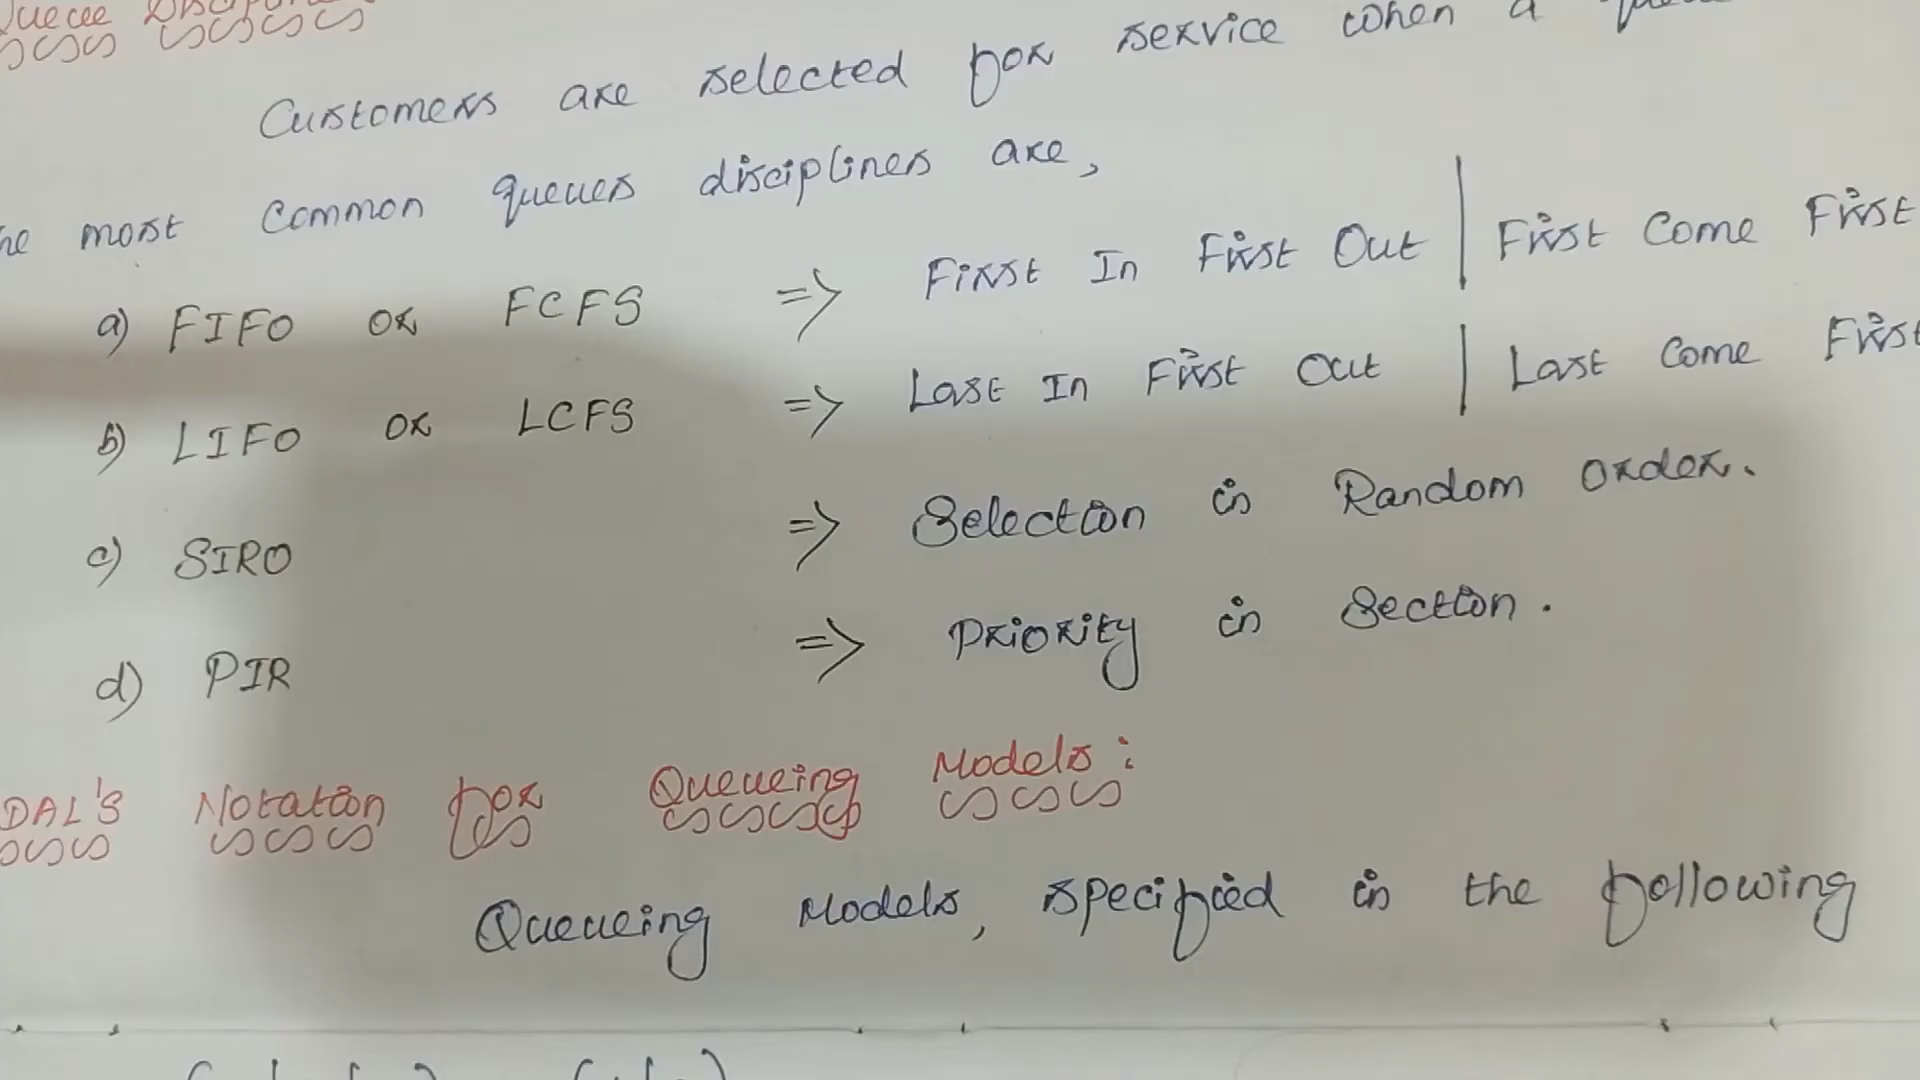 Queue
Customers are selected for service when a
most common queues disciplines are,
a) FIFO or FCFS => First In First Out | First Come First
b) LIFO or LCFS => Last In First Out | Last Come First
c) SIRO => Selection in Random order.
d) PIR => Priority in Section.
DAL'S Notation for Queueing Models:
Queueing Models, specified in the following